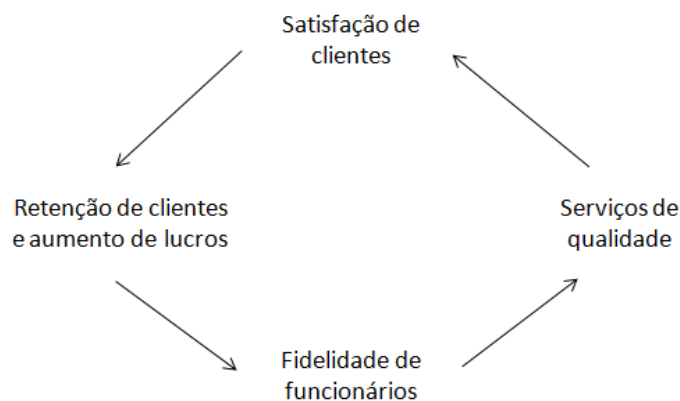 Satisfação de
clientes
Retenção de clientes
e aumento de lucros
Serviços de
qualidade
Fidelidade de
funcionários